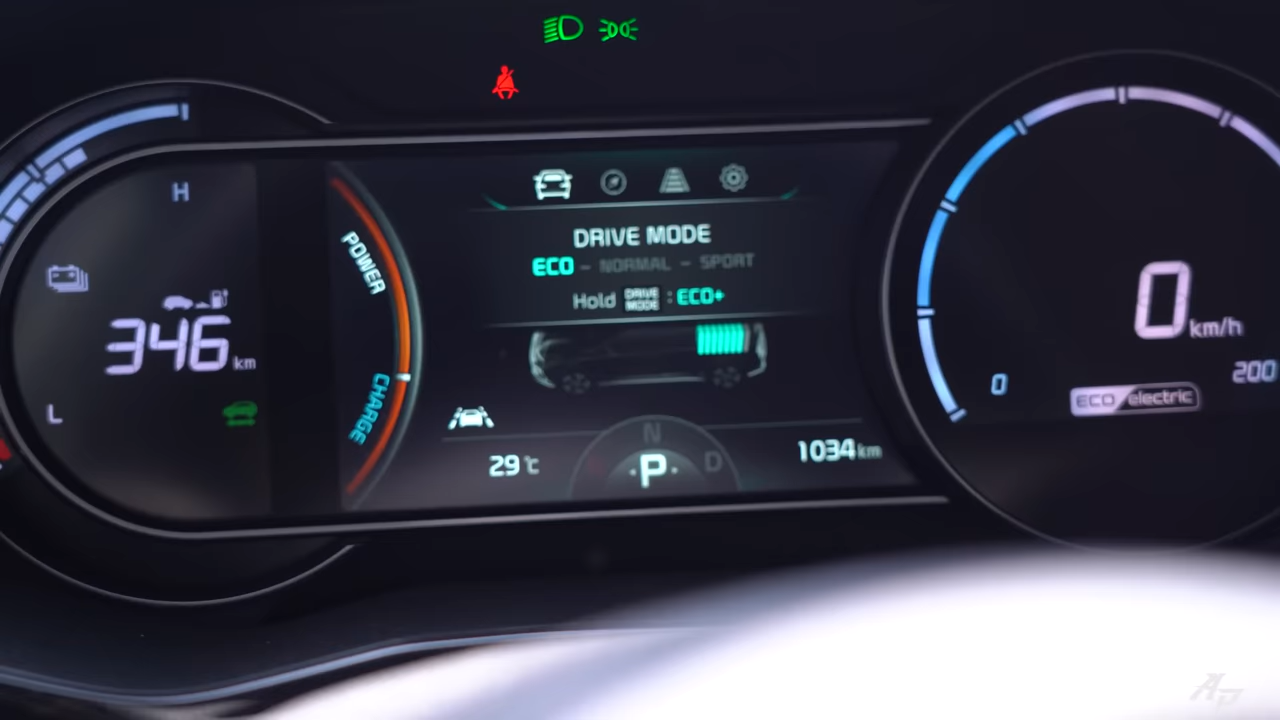 H
346 km
L
POWER
CHARGE
DRIVE MODE
ECO - NORMAL - SPORT
Hold DRIVE MODE : ECO+
29 °C
N
P
D
1034 km
0 km/h
0
200
ECO electric
AP